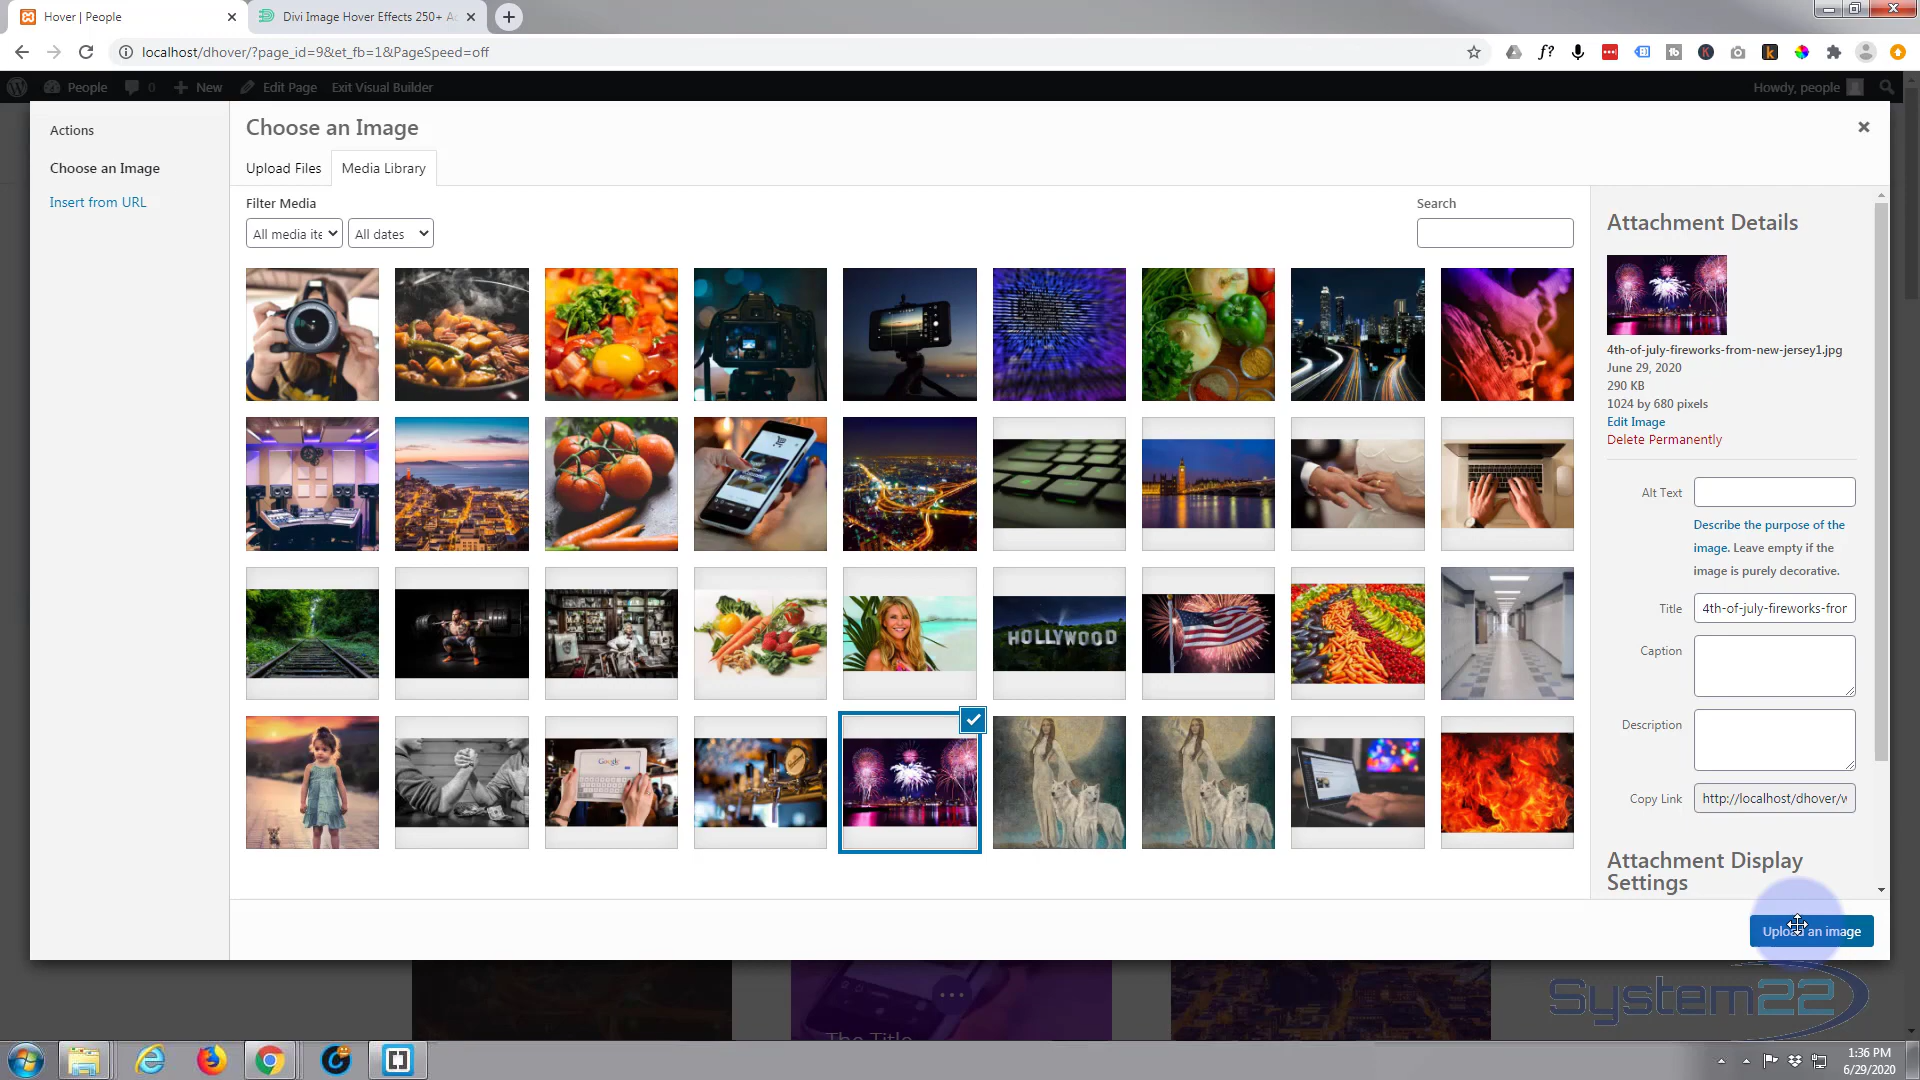 Hover | People
Divi Image Hover Effects 250+ A
localhost/dhover/?page_id=9&et_fb=1&PageSpeed=off
People
0
New
Edit Page
Exit Visual Builder
Howdy, people
Actions
Choose an Image
Insert from URL
Choose an Image
Upload Files
Media Library
Filter Media
Search
All media ite
All dates
Google
HOLLYWOOD
Attachment Details
4th-of-july-fireworks-from-new-jersey1.jpg
June 29, 2020
290 KB
1024 by 680 pixels
Edit Image
Delete Permanently
Alt Text
Describe the purpose of the
image. Leave empty if the
image is purely decorative.
Title
4th-of-july-fireworks-fror
Caption
Description
Copy Link
http://localhost/dhover/w
Attachment Display
Settings
Upload an image
The Title
System22
1:36 PM
6/29/2020